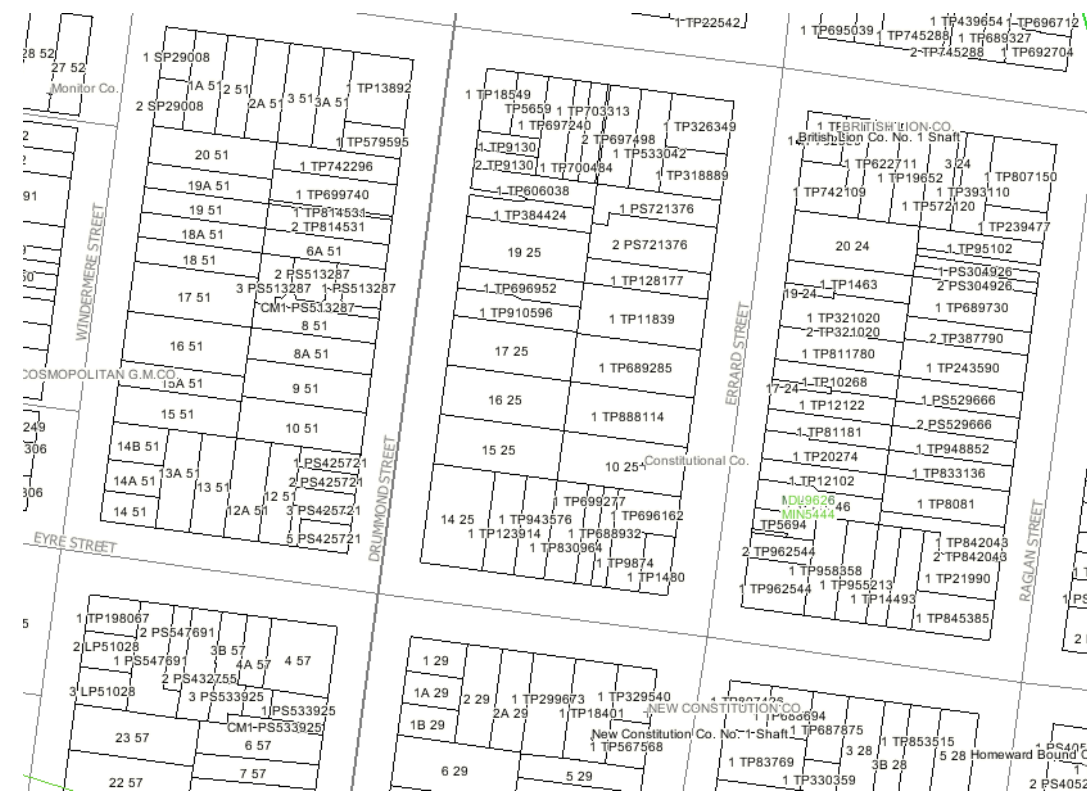 1 TP22542
1 TP439654
1 TP696712
1 TP695039
1 TP745288
1 TP689327
2 TP745288
1 TP692704
28 52
27 52
Monitor Co.
1 SP29008
2 SP29008
1A 51
2 51
2A 51
3 51
3A 51
1 TP13892
1 TP579595
20 51
1 TP742296
19A 51
1 TP699740
19 51
1 TP814531
2 TP814531
18A 51
6A 51
18 51
2 PS513287
3 PS513287
1 PS513287
17 51
CM1 PS513287
8 51
16 51
8A 51
COSMOPOLITAN G.M.CO.
15A 51
9 51
15 51
10 51
14B 51
13A 51
1 PS425721
14A 51
13 51
2 PS425721
12 51
14 51
12A 51
3 PS425721
5 PS425721
WINDERMERE STREET
EYRE STREET
DRUMMOND STREET
ERRARD STREET
RAGLAN STREET
1 TP18549
TP5659
1 TP703313
1 TP697240
2 TP697498
1 TP326349
1 TP9130
1 TP533042
2 TP9130
1 TP700484
1 TP318889
1 TP606038
1 TP384424
1 PS721376
19 25
2 PS721376
1 TP696952
1 TP128177
1 TP910596
1 TP11839
17 25
1 TP689285
16 25
1 TP888114
15 25
10 25
Constitutional Co.
14 25
1 TP943576
1 TP123914
1 TP830964
1 TP699277
1 TP688932
1 TP696162
1 TP9874
1 TP1480
BRITISH LION CO.
British Lion Co. No. 1 Shaft
1 TP622711
3 24
1 TP19652
1 TP807150
1 TP742109
1 TP393110
1 TP572120
1 TP239477
20 24
1 TP95102
1 PS304926
2 PS304926
1 TP1463
19 24
1 TP689730
1 TP321020
2 TP321020
2 TP387790
1 TP811780
1 TP243590
1 TP10268
17 24
1 TP12122
1 PS529666
1 TP81181
2 PS529666
1 TP20274
1 TP948852
1 TP12102
1 TP833136
MIN5444
1 TP8081
TP5694
2 TP962544
1 TP842043
2 TP842043
1 TP958358
1 TP962544
1 TP955213
1 TP21990
1 TP14493
1 TP845385
249
306
306
1 TP198067
2 PS547691
2 LP51028
1 PS547691
3B 57
4A 57
4 57
2 PS432755
3 LP51028
3 PS533925
1 PS533925
CM1 PS533925
23 57
6 57
22 57
7 57
1 29
1A 29
2 29
1 TP299673
1 TP329540
2A 29
1 TP18401
1B 29
1 TP567568
6 29
5 29
NEW CONSTITUTION CO.
New Constitution Co. No. 1 Shaft
1 TP688694
1 TP687875
1 TP83769
3 28
1 TP853515
3B 28
5 28
1 TP330359
Homeward Bound C
2 PS4052